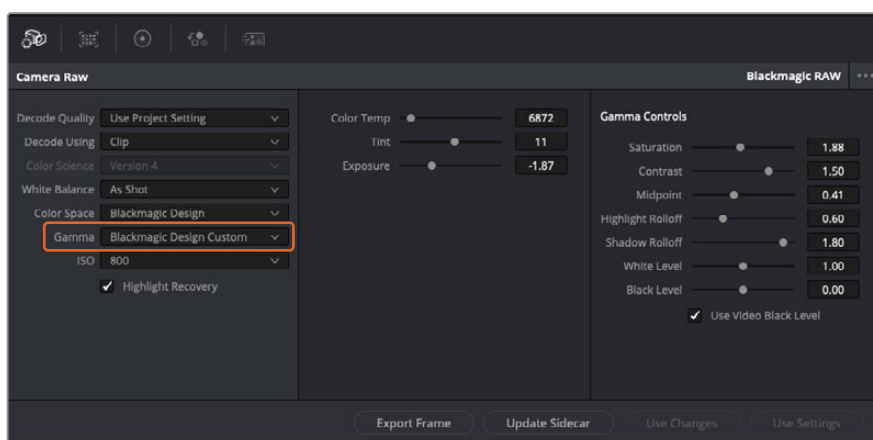 Camera Raw
Blackmagic RAW
Decode Quality Use Project Setting
Decode Using Clip
Color Science Version 4
White Balance As Shot
Color Space Blackmagic Design
Gamma Blackmagic Design Custom
ISO 800
Highlight Recovery
Color Temp 6872
Tint 11
Exposure -1.87
Gamma Controls
Saturation 1.88
Contrast 1.50
Midpoint 0.41
Highlight Rolloff 0.60
Shadow Rolloff 1.80
White Level 1.00
Black Level 0.00
Use Video Black Level
Export Frame Update Sidecar Use Changes Use Settings